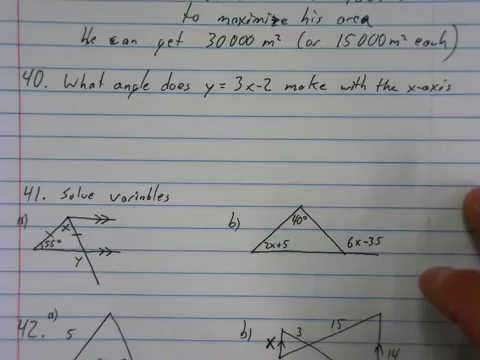 to maximize his area
He can get 30000 m² (or 15000 m² each)
40. What angle does y = 3x-2 make with the x-axis
41. Solve variables
a) x 55° y
b) 40° 2x+5 6x-35
42. a) 5
b) x 3 15 14